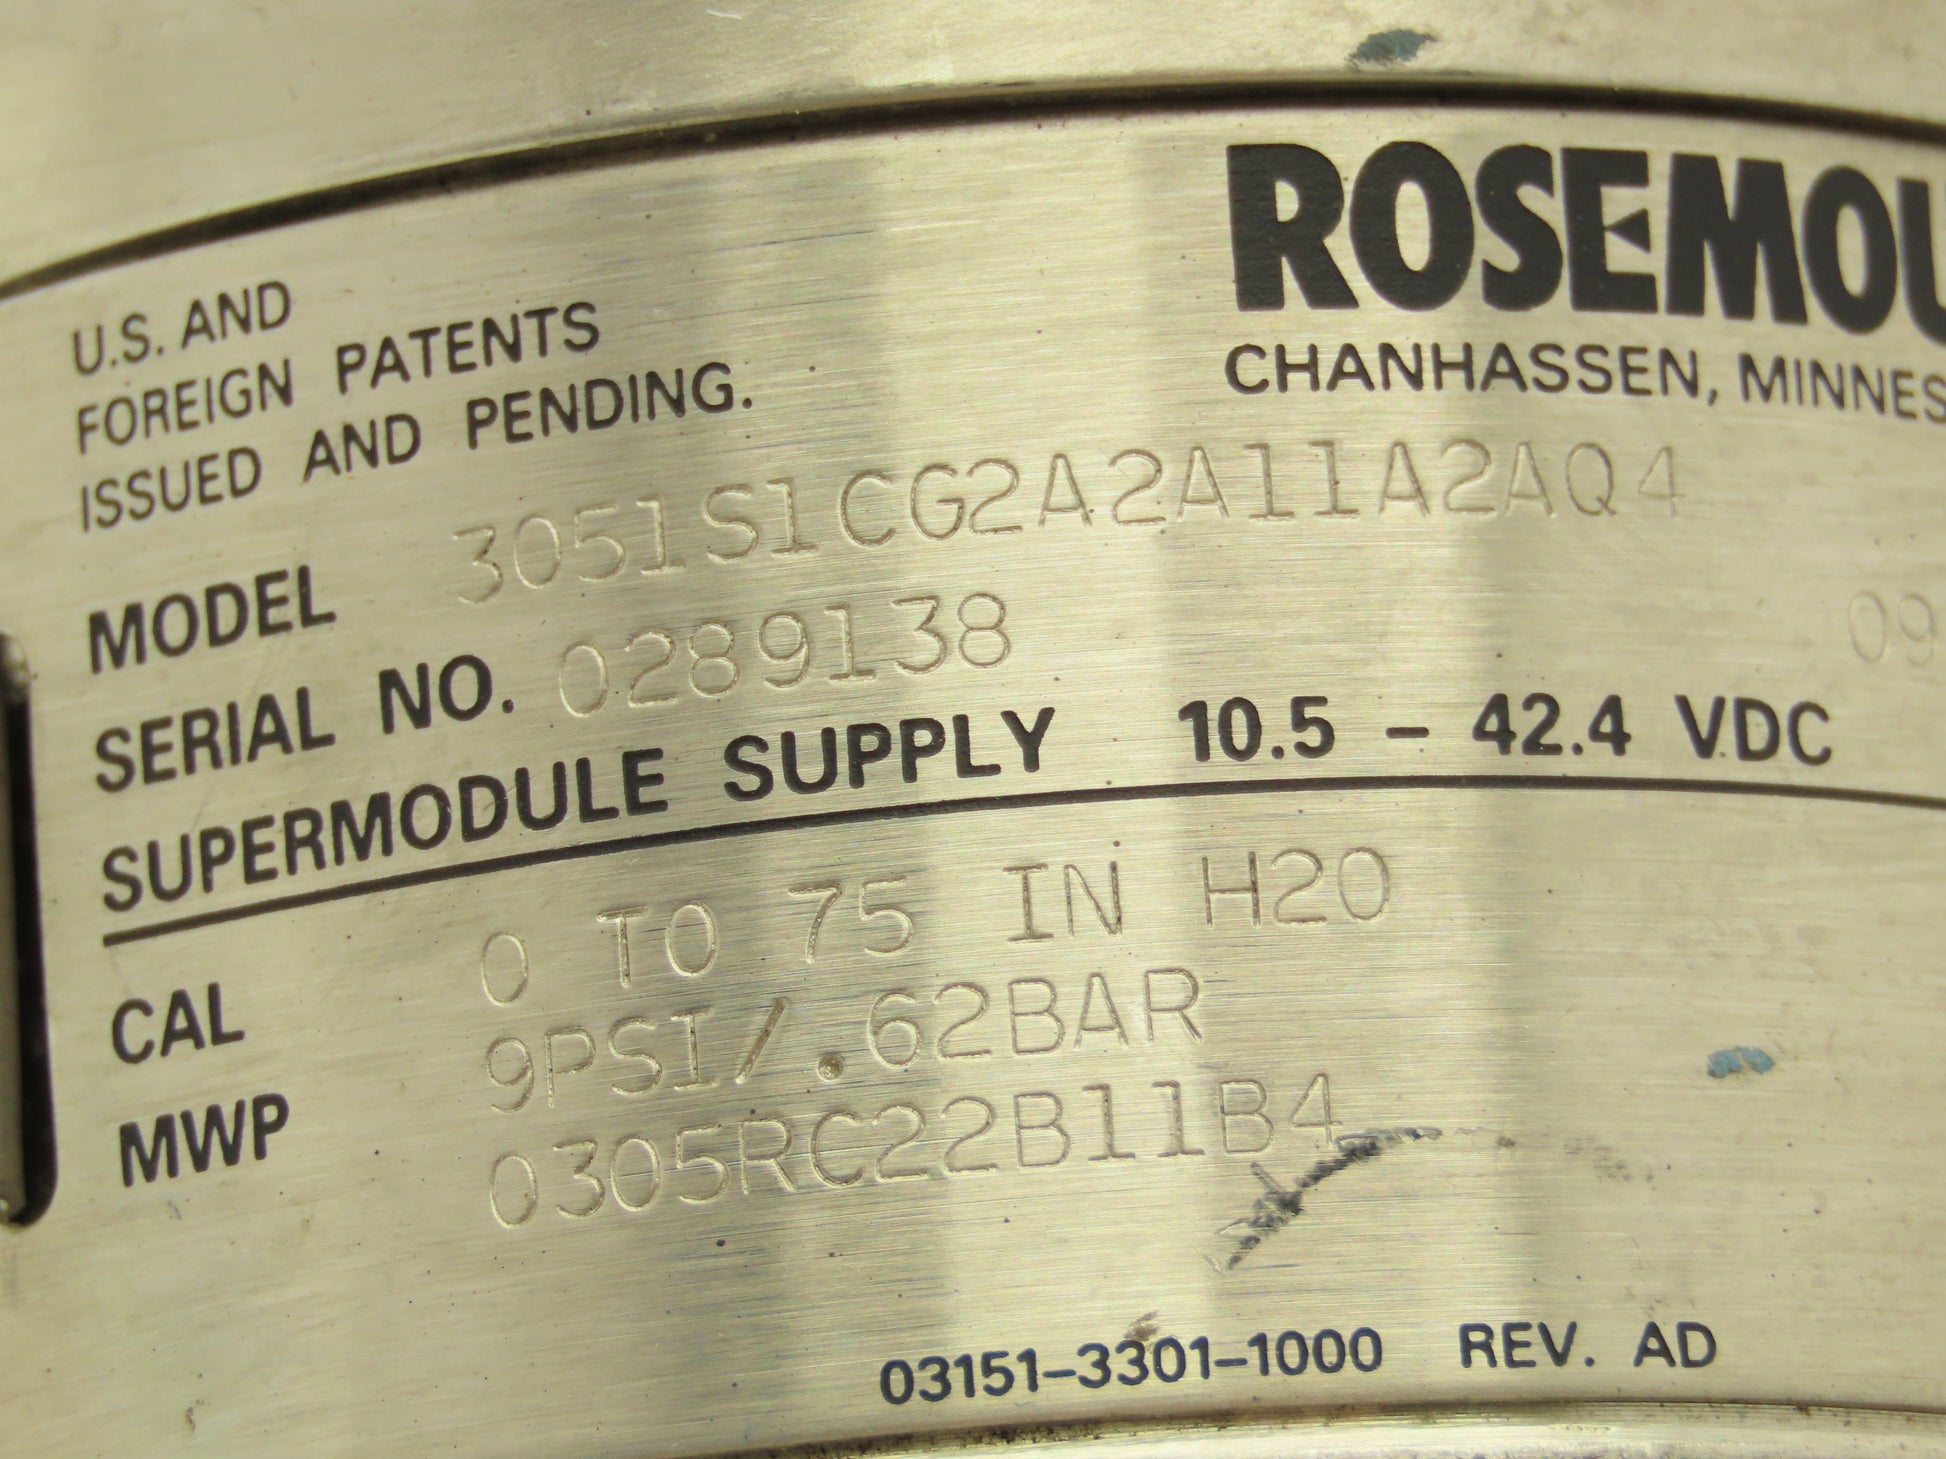 ROSEMOU
CHANHASSEN, MINNES
U.S. AND
FOREIGN PATENTS
ISSUED AND PENDING.
MODEL 3051S1CG2A2A11A2AQ4
SERIAL NO. 0289138 09
SUPERMODULE SUPPLY 10.5 - 42.4 VDC
CAL 0 TO 75 IN H20
MWP 9PSI/.62BAR
0305RC22B11B4
03151-3301-1000 REV. AD